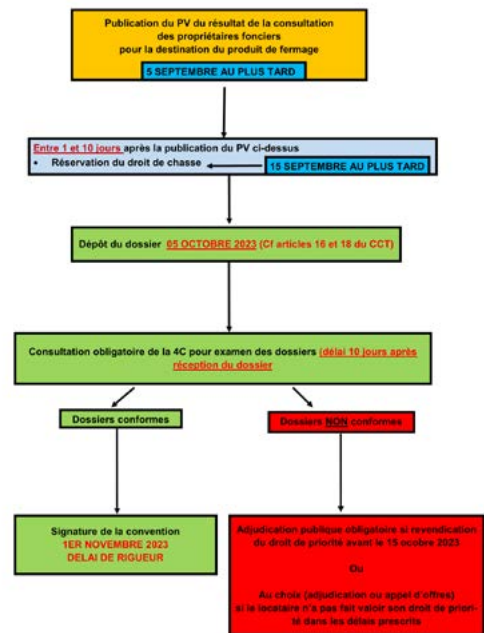 Publication du PV du résultat de la consultation
des propriétaires fonciers
pour la destination du produit de fermage
5 SEPTEMBRE AU PLUS TARD
Entre 1 et 10 jours après la publication du PV ci-dessus
• Réservation du droit de chasse
15 SEPTEMBRE AU PLUS TARD
Dépôt du dossier 05 OCTOBRE 2023 (Cf articles 16 et 18 du CCT)
Consultation obligatoire de la 4C pour examen des dossiers (délai 10 jours après
réception du dossier
Dossiers conformes
Dossiers NON conformes
Signature de la convention
1ER NOVEMBRE 2023
DELAI DE RIGUEUR
Adjudication publique obligatoire si revendication
du droit de priorité avant le 15 ocobre 2023
Ou
Au choix (adjudication ou appel d'offres)
si le locataire n'a pas fait valoir son droit de priori-
té dans les délais prescrits